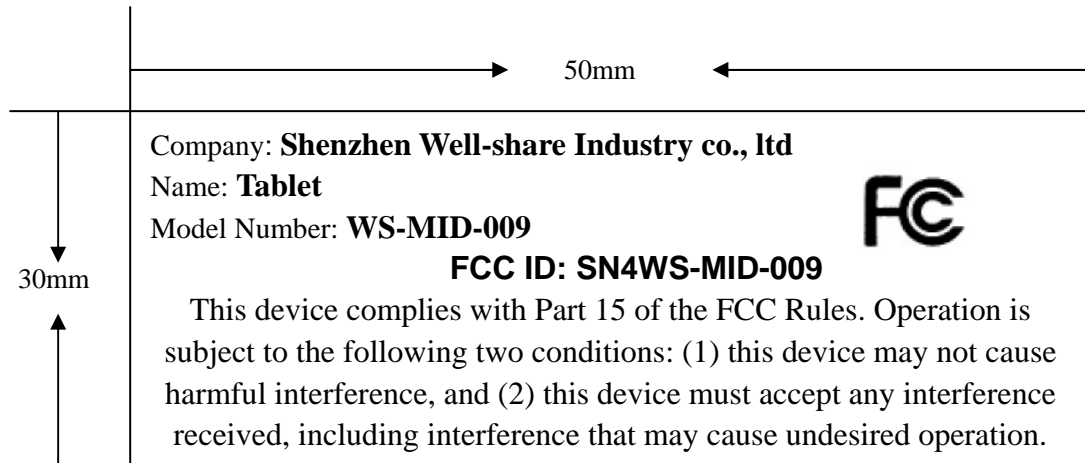 50mm
Company: Shenzhen Well-share Industry co., ltd
Name: Tablet
FC
Model Number: WS-MID-009
FCC ID: SN4WS-MID-009
30mm
This device complies with Part 15 of the FCC Rules. Operation is
subject to the following two conditions: (1) this device may not cause
harmful interference, and (2) this device must accept any interference
received, including interference that may cause undesired operation.